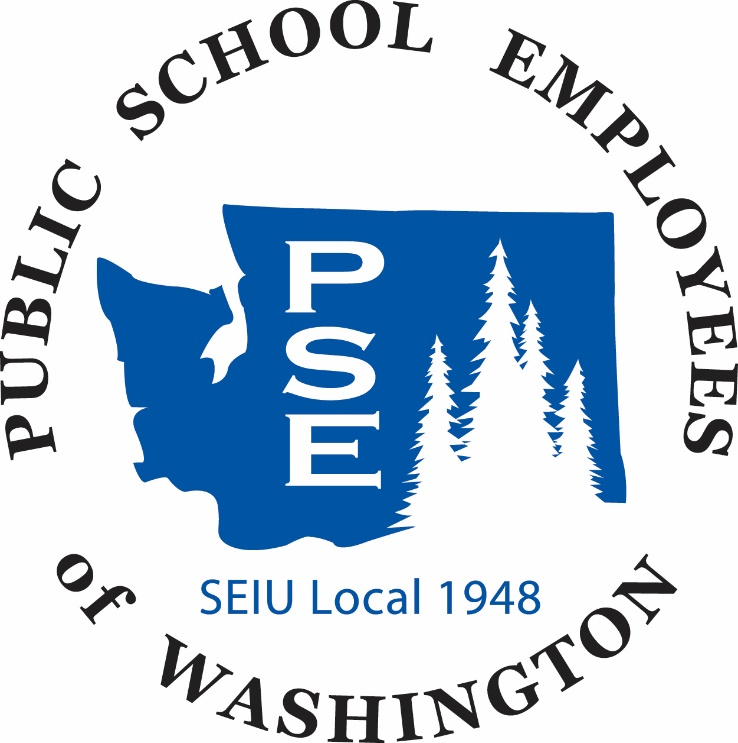 PUBLIC SCHOOL EMPLOYEES
PSE
SEIU Local 1948
of WASHINGTON